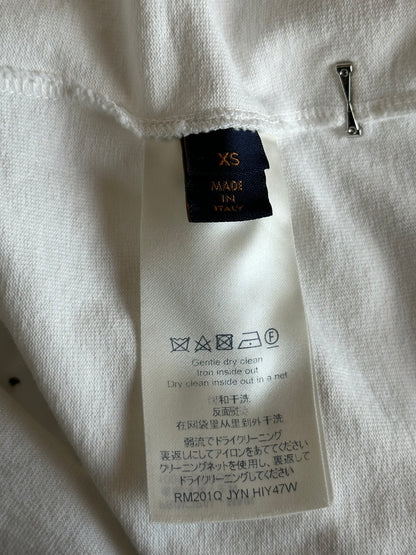 XS
MADE
IN
ITALY
F
Gentle dry clean
Iron inside out
Dry clean inside out in a net
和干洗
反面熨
在网袋里从里到外干洗
弱流でドライクリーニング
裏返しにしてアイロンをあててください
クリーニングネットを使用し、裏返して
ドライクリーニングしてください
RM201Q JYN HIY47W